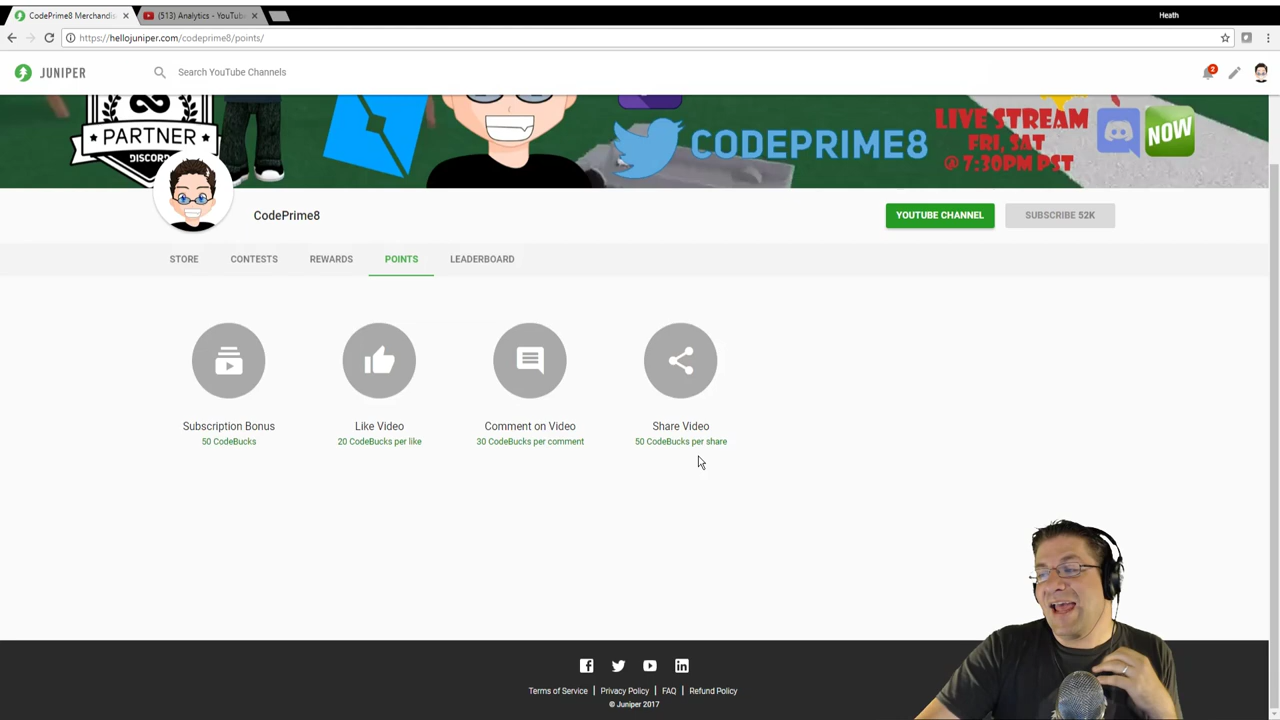 CodePrime8 Merchandis
(513) Analytics - YouTub
Heath
https://hellojuniper.com/codeprime8/points/
JUNIPER
Search YouTube Channels
2
PARTNER
DISCORD
CODEPRIME8
LIVE STREAM
FRI, SAT
@ 7:30PM PST
NOW
CodePrime8
YOUTUBE CHANNEL
SUBSCRIBE 52K
STORE CONTESTS REWARDS POINTS LEADERBOARD
Subscription Bonus
50 CodeBucks
Like Video
20 CodeBucks per like
Comment on Video
30 CodeBucks per comment
Share Video
50 CodeBucks per share
Terms of Service | Privacy Policy | FAQ | Refund Policy
© Juniper 2017